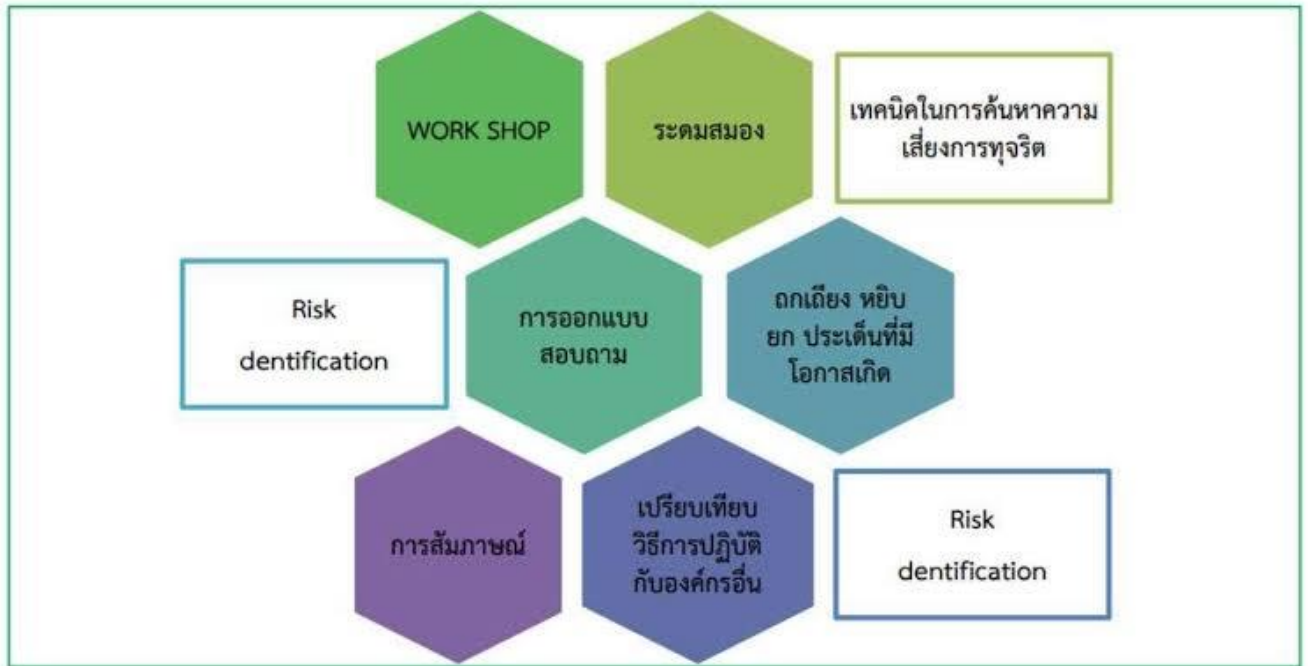 WORK SHOP
ระดมสมอง
เทคนิคในการค้นหาความ
เสี่ยงการทุจริต
Risk
dentification
การออกแบบ
สอบถาม
ถกเถียง หยิบ
ยก ประเด็นที่มี
โอกาสเกิด
การสัมภาษณ์
เปรียบเทียบ
วิธีการปฏิบัติ
กับองค์กรอื่น
Risk
dentification